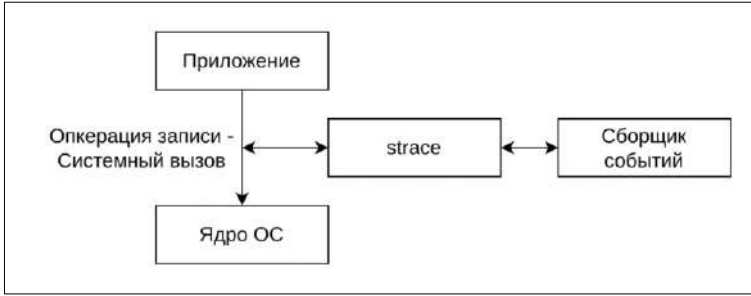 Приложение
Опкерация записи -
Системный вызов
strace
Сборщик
событий
Ядро ОС